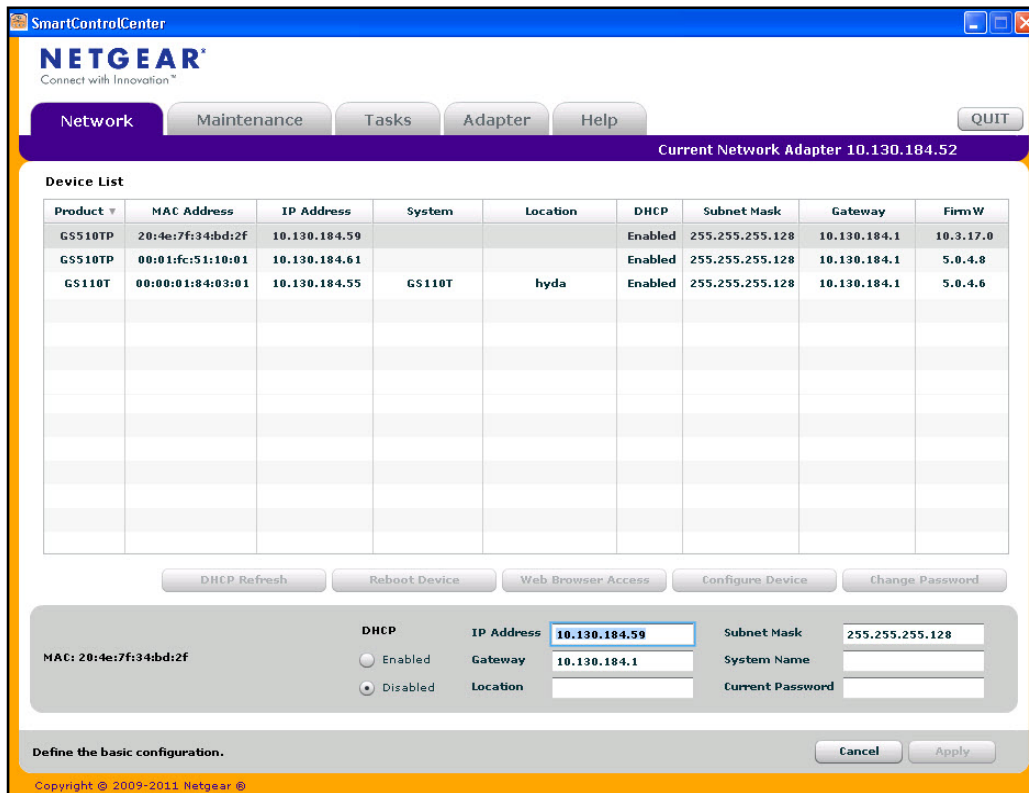 SmartControlCenter
NETGEAR®
Connect with Innovation™
Network Maintenance Tasks Adapter Help QUIT
Current Network Adapter 10.130.184.52
Device List
Product MAC Address IP Address System Location DHCP Subnet Mask Gateway FirmW
GS510TP 20:4e:7f:34:bd:2f 10.130.184.59 Enabled 255.255.255.128 10.130.184.1 10.3.17.0
GS510TP 00:01:fc:51:10:01 10.130.184.61 Enabled 255.255.255.128 10.130.184.1 5.0.4.8
GS110T 00:00:01:84:03:01 10.130.184.55 GS110T hyda Enabled 255.255.255.128 10.130.184.1 5.0.4.6
DHCP Refresh Reboot Device Web Browser Access Configure Device Change Password
DHCP IP Address 10.130.184.59 Subnet Mask 255.255.255.128
MAC: 20:4e:7f:34:bd:2f Enabled Gateway 10.130.184.1 System Name
Disabled Location Current Password
Define the basic configuration. Cancel Apply
Copyright © 2009-2011 Netgear ®